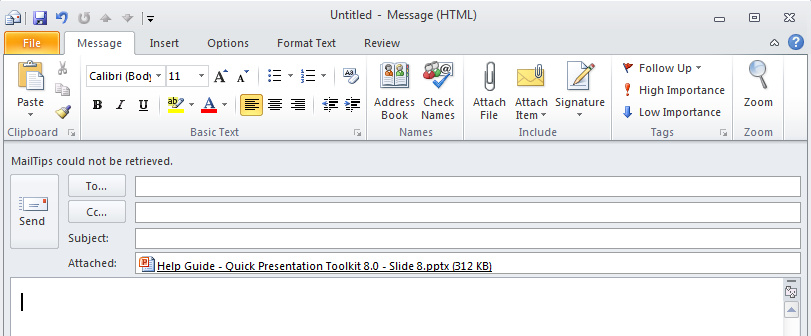 Untitled - Message (HTML)
File Message Insert Options Format Text Review
Calibri (Body 11 A A Follow Up
Paste B I U ab A Address Book Check Names Attach File Attach Item Signature High Importance Zoom
Low Importance
Clipboard Basic Text Names Include Tags Zoom
MailTips could not be retrieved.
To...
Cc...
Send
Subject:
Attached: Help Guide - Quick Presentation Toolkit 8.0 - Slide 8.pptx (312 KB)